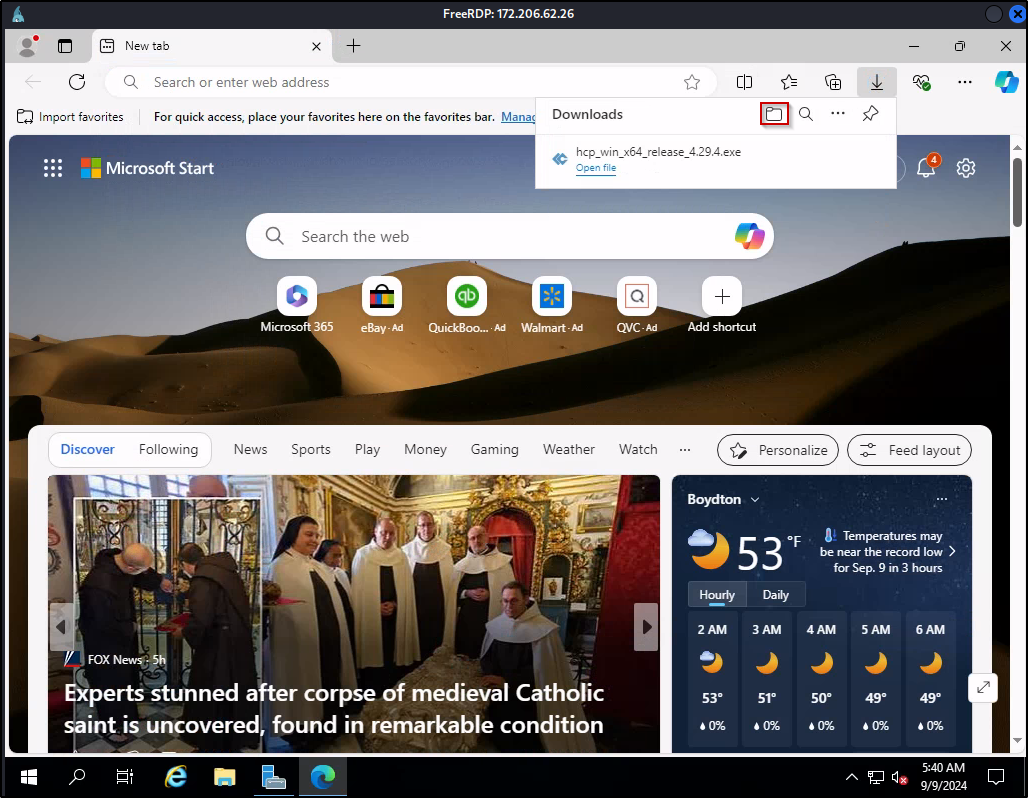 FreeRDP: 172.206.62.26
New tab
Search or enter web address
Import favorites
For quick access, place your favorites here on the favorites bar. Manag
Downloads
hcp_win_x64_release_4.29.4.exe
Open file
Microsoft Start
4
Search the web
qb
Microsoft 365
eBay · Ad
QuickBoo... · Ad
Walmart · Ad
QVC · Ad
Add shortcut
Discover
Following
News
Sports
Play
Money
Gaming
Weather
Watch
Personalize
Feed layout
FOX News · 5h
Experts stunned after corpse of medieval Catholic
saint is uncovered, found in remarkable condition
Boydton
53 °F
Temperatures may
be near the record low
for Sep. 9 in 3 hours
Hourly
Daily
2 AM 3 AM 4 AM 5 AM 6 AM
53° 51° 50° 49° 49°
0% 0% 0% 0% 0%
5:40 AM
9/9/2024